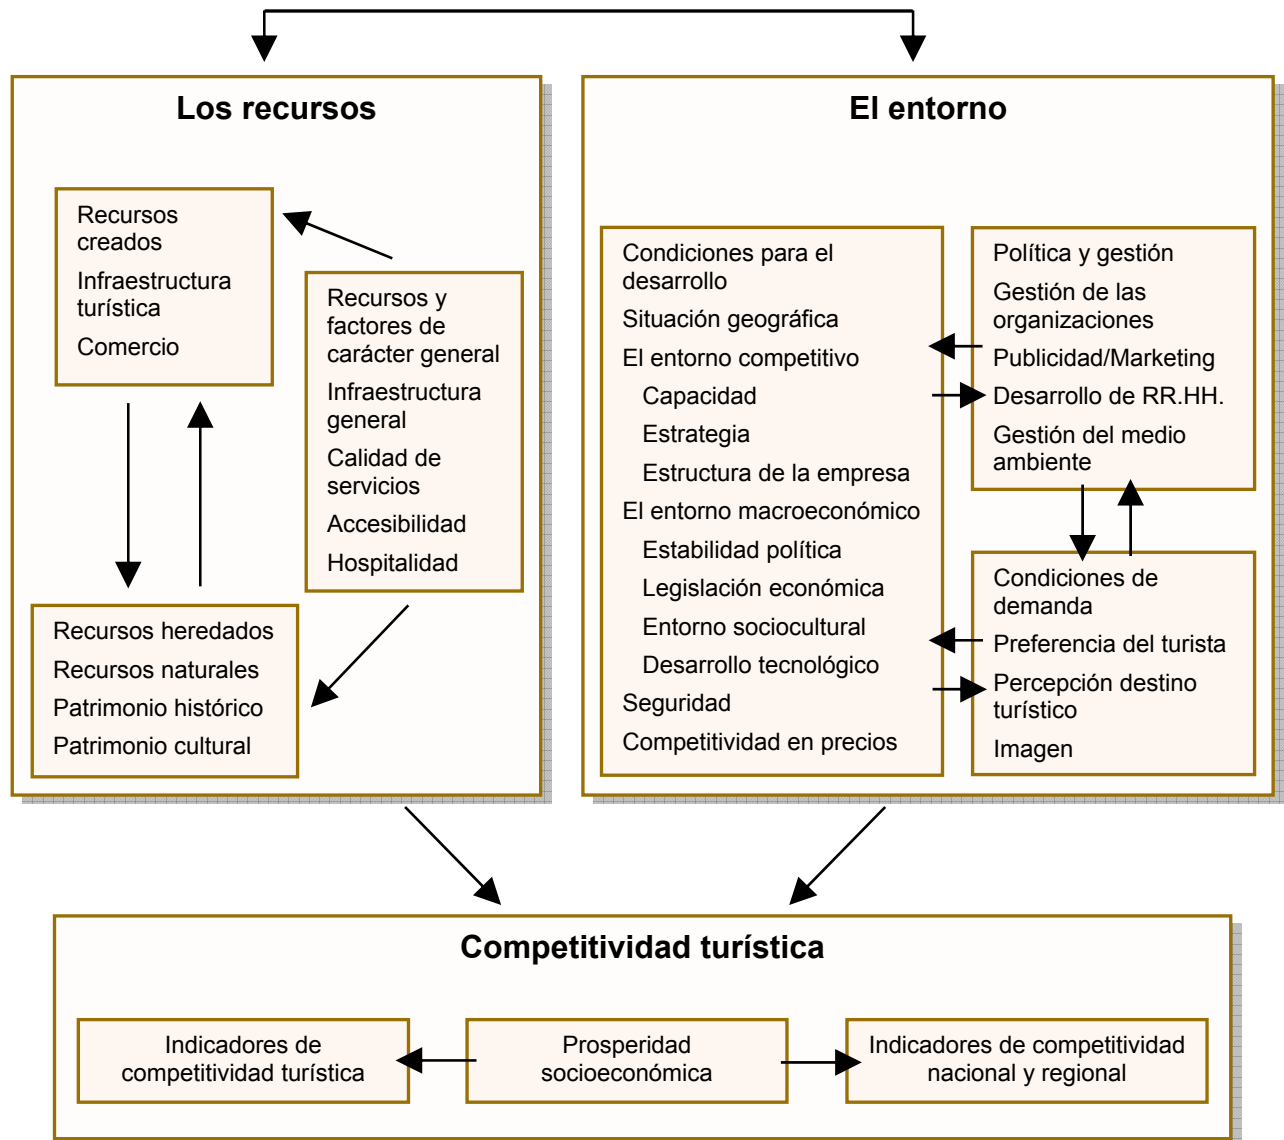 Los recursos
Recursos
creados
Infraestructura
turística
Comercio
Recursos y
factores de
carácter general
Infraestructura
general
Calidad de
servicios
Accesibilidad
Hospitalidad
Recursos heredados
Recursos naturales
Patrimonio histórico
Patrimonio cultural
El entorno
Condiciones para el
desarrollo
Situación geográfica
El entorno competitivo
Capacidad
Estrategia
Estructura de la empresa
El entorno macroeconómico
Estabilidad política
Legislación económica
Entorno sociocultural
Desarrollo tecnológico
Seguridad
Competitividad en precios
Política y gestión
Gestión de las
organizaciones
Publicidad/Marketing
Desarrollo de RR.HH.
Gestión del medio
ambiente
Condiciones de
demanda
Preferencia del turista
Percepción destino
turístico
Imagen
Competitividad turística
Indicadores de
competitividad turística
Prosperidad
socioeconómica
Indicadores de competitividad
nacional y regional